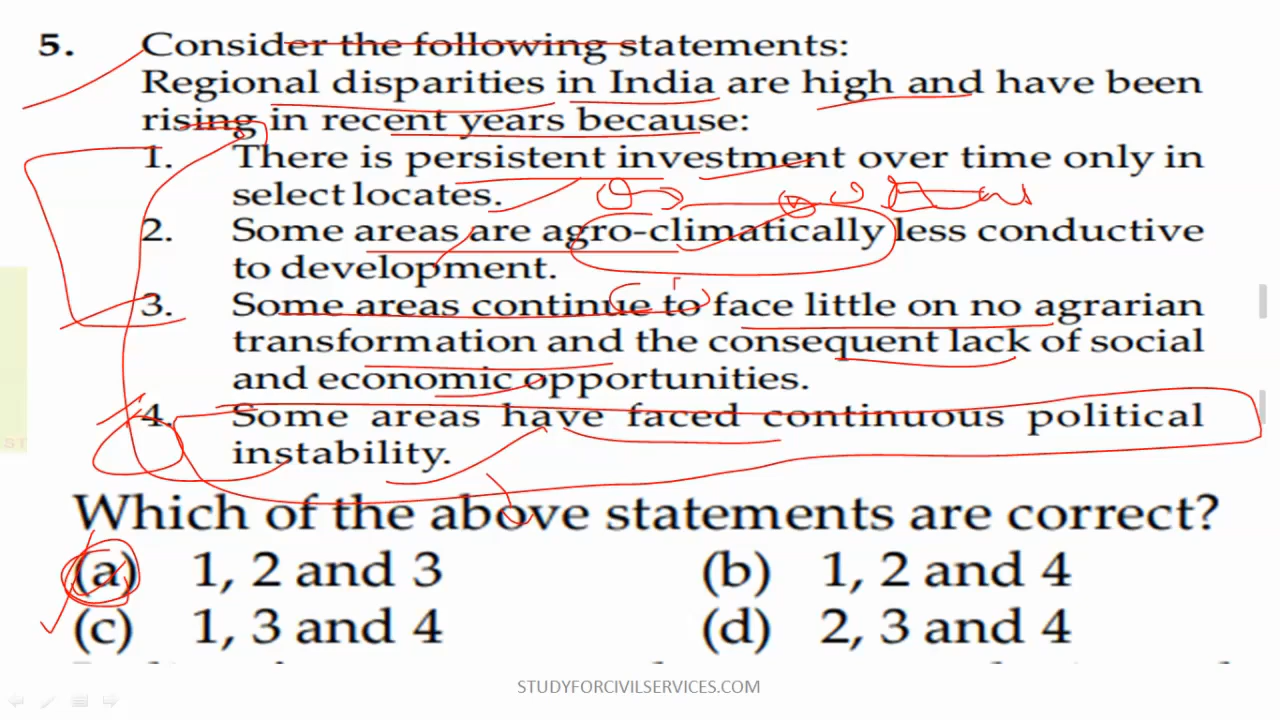 5. Consider the following statements:
Regional disparities in India are high and have been
rising in recent years because:
1. There is persistent investment over time only in
select locates.
2. Some areas are agro-climatically less conductive
to development.
3. Some areas continue to face little on no agrarian
transformation and the consequent lack of social
and economic opportunities.
4. Some areas have faced continuous political
instability.
Which of the above statements are correct?
(a) 1, 2 and 3 (b) 1, 2 and 4
(c) 1, 3 and 4 (d) 2, 3 and 4
STUDYFORCIVILSERVICES.COM